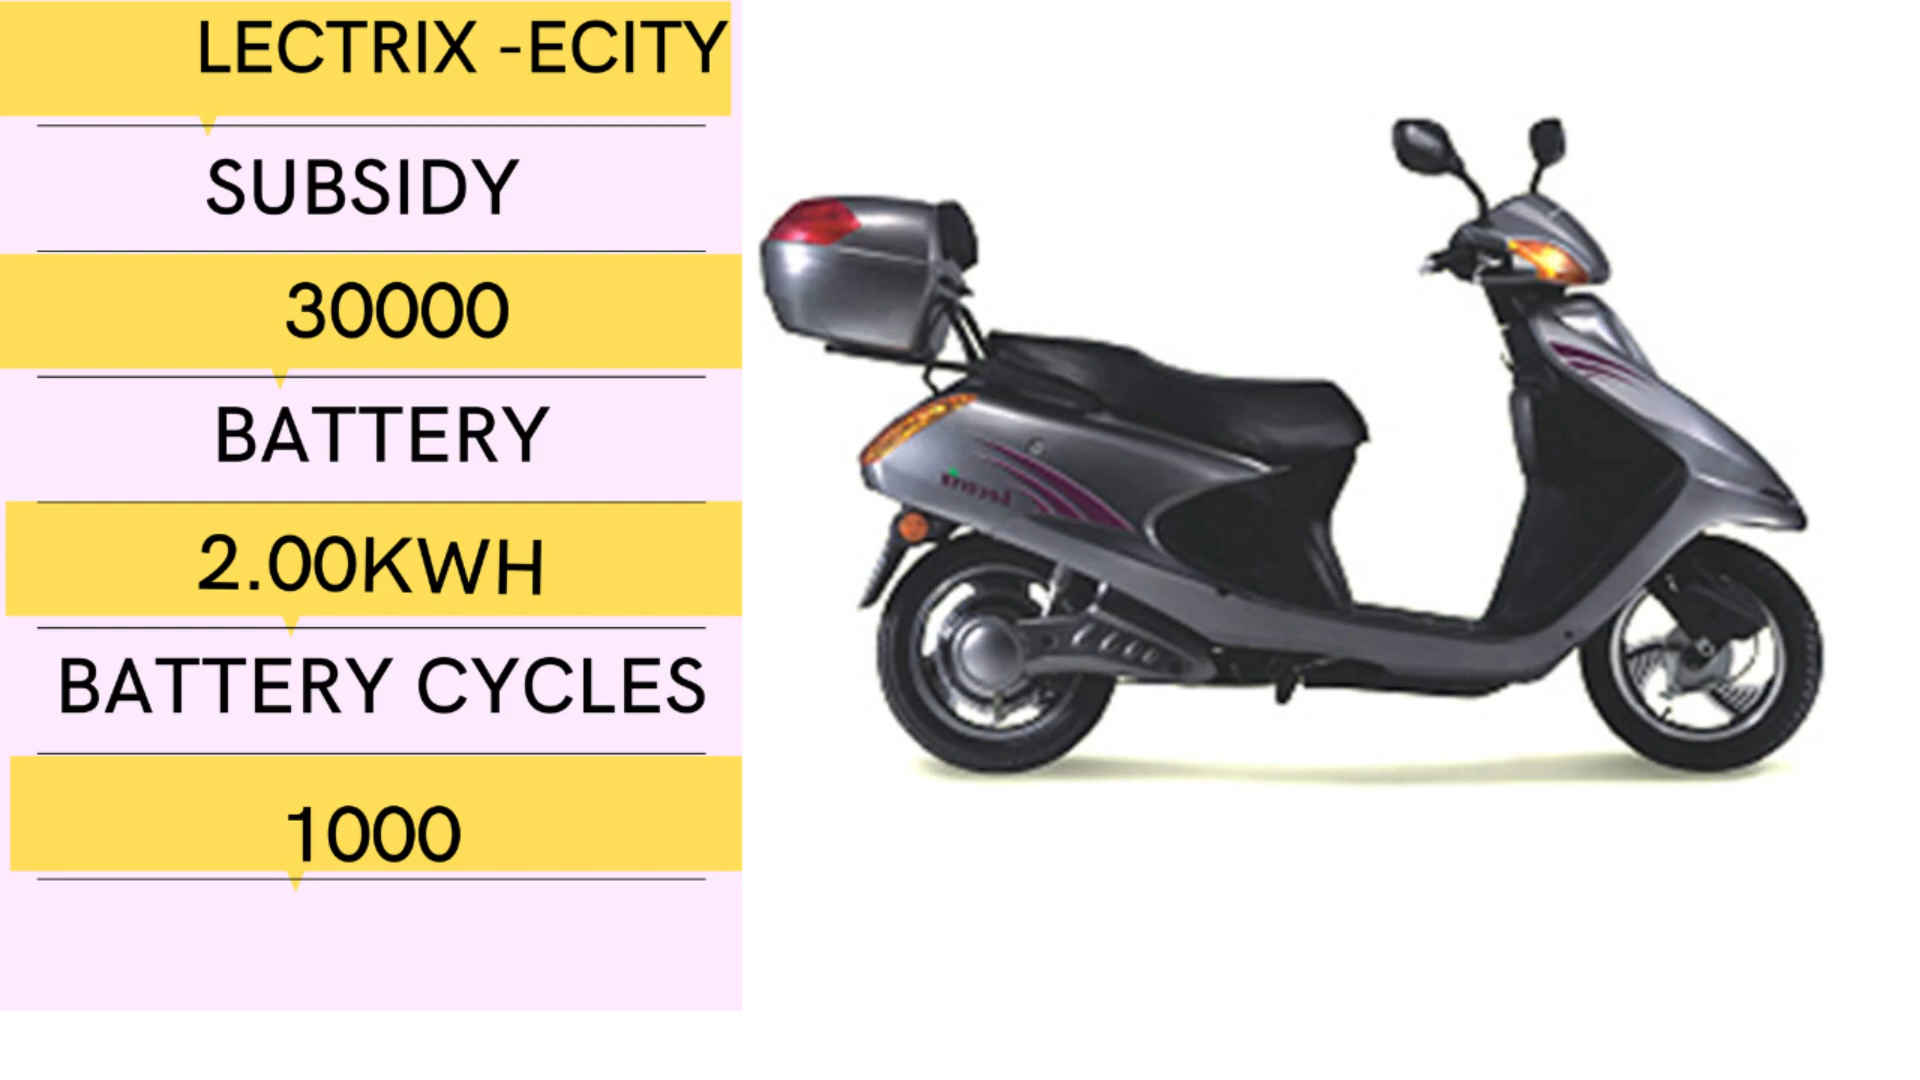 LECTRIX -ECITY
SUBSIDY
30000
BATTERY
2.00KWH
BATTERY CYCLES
1000